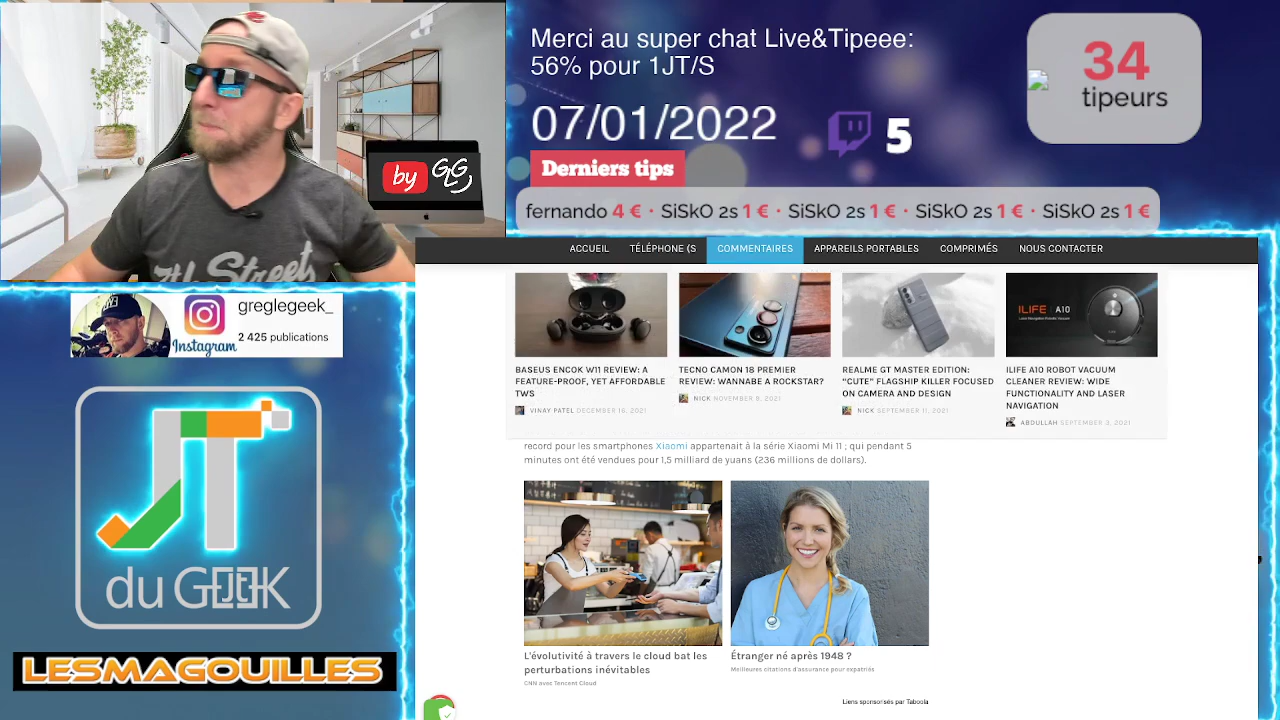 Merci au super chat Live&Tipeee:
56% pour 1JT/S
07/01/2022
5
34
tipeurs
Derniers tips
fernando 4 € · SiSkO 2s 1 € · SiSkO 2s 1 € · SiSkO 2s 1 € · SiSkO 2s 1 €
by GLG
greglegeek_
2 425 publications
Instagram
JT
du GEEK
LESMAGOUILLES
ACCUEIL TÉLÉPHONE (S COMMENTAIRES APPAREILS PORTABLES COMPRIMÉS NOUS CONTACTER
BASEUS ENCOK W11 REVIEW: A
FEATURE-PROOF, YET AFFORDABLE
TWS
VINAY PATEL DECEMBER 16, 2021
TECNO CAMON 18 PREMIER
REVIEW: WANNABE A ROCKSTAR?
NICK NOVEMBER 9, 2021
REALME GT MASTER EDITION:
“CUTE” FLAGSHIP KILLER FOCUSED
ON CAMERA AND DESIGN
NICK SEPTEMBER 11, 2021
ILIFE A10
ILIFE A10 ROBOT VACUUM
CLEANER REVIEW: WIDE
FUNCTIONALITY AND LASER
NAVIGATION
ABDULLAH SEPTEMBER 3, 2021
record pour les smartphones Xiaomi appartenait à la série Xiaomi Mi 11 ; qui pendant 5
minutes ont été vendues pour 1,5 milliard de yuans (236 millions de dollars).
L'évolutivité à travers le cloud bat les
perturbations inévitables
CNN avec Tencent Cloud
Étranger né après 1948 ?
Meilleures citations d'assurance pour expatriés
Liens sponsorisés par Taboola